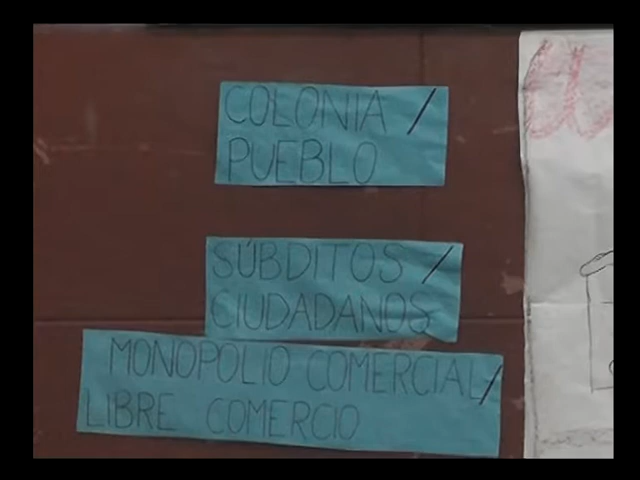 COLONIA /
PUEBLO
SÚBDITOS /
CIUDADANOS
MONOPOLIO COMERCIAL/
LIBRE COMERCIO